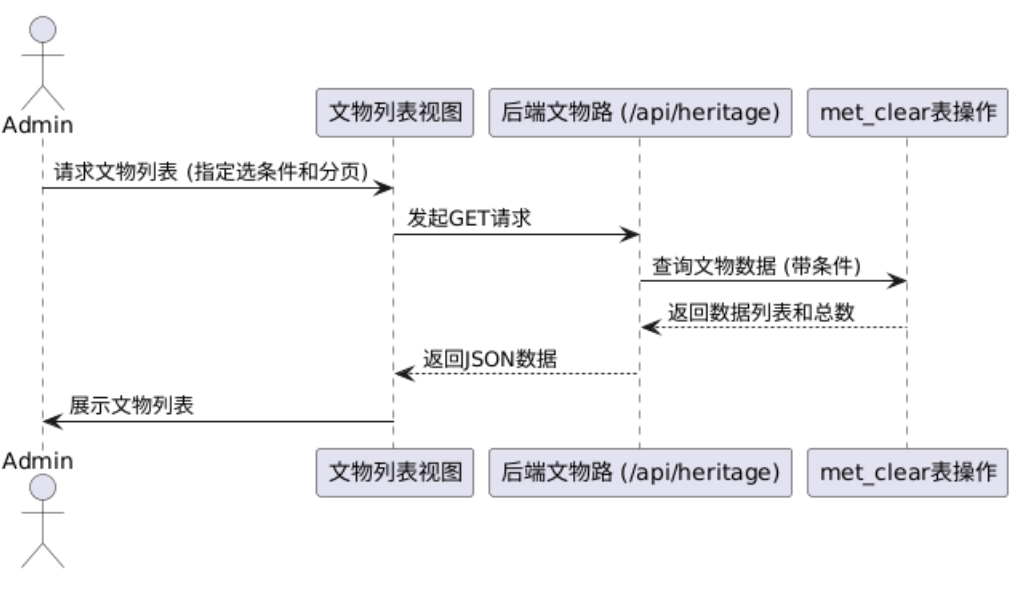 Admin
文物列表视图
后端文物路 (/api/heritage)
met_clear表操作
请求文物列表 (指定选条件和分页)
发起GET请求
查询文物数据 (带条件)
返回数据列表和总数
返回JSON数据
展示文物列表
Admin
文物列表视图
后端文物路 (/api/heritage)
met_clear表操作